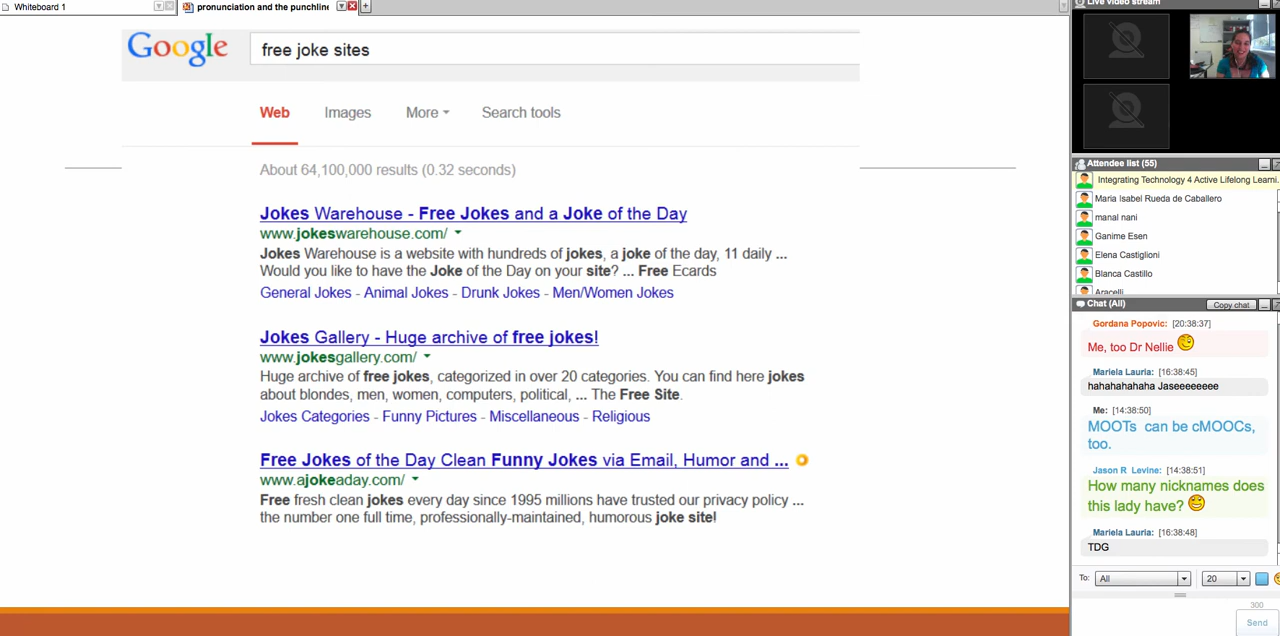 Whiteboard 1
pronunciation and the punchline
Google
free joke sites
Web Images More Search tools
About 64,100,000 results (0.32 seconds)
Jokes Warehouse - Free Jokes and a Joke of the Day
www.jokeswarehouse.com/
Jokes Warehouse is a website with hundreds of jokes, a joke of the day, 11 daily ...
Would you like to have the Joke of the Day on your site? ... Free Ecards
General Jokes - Animal Jokes - Drunk Jokes - Men/Women Jokes
Jokes Gallery - Huge archive of free jokes!
www.jokesgallery.com/
Huge archive of free jokes, categorized in over 20 categories. You can find here jokes
about blondes, men, women, computers, political, ... The Free Site.
Jokes Categories - Funny Pictures - Miscellaneous - Religious
Free Jokes of the Day Clean Funny Jokes via Email, Humor and ...
www.ajokeaday.com/
Free fresh clean jokes every day since 1995 millions have trusted our privacy policy ...
the number one full time, professionally-maintained, humorous joke site!
Live video stream
Attendee list (55)
Integrating Technology 4 Active Lifelong Learni.
Maria Isabel Rueda de Caballero
manal nani
Ganime Esen
Elena Castiglioni
Blanca Castillo
Aracelli
Chat (All)
Copy chat
Gordana Popovic: [20:38:37]
Me, too Dr Nellie
Mariela Lauria: [16:38:45]
hahahahahaha Jaseeeeeeee
Me: [14:38:50]
MOOTs can be cMOOCs,
too.
Jason R Levine: [14:38:51]
How many nicknames does
this lady have?
Mariela Lauria: [16:38:48]
TDG
To: All 20
300
Send